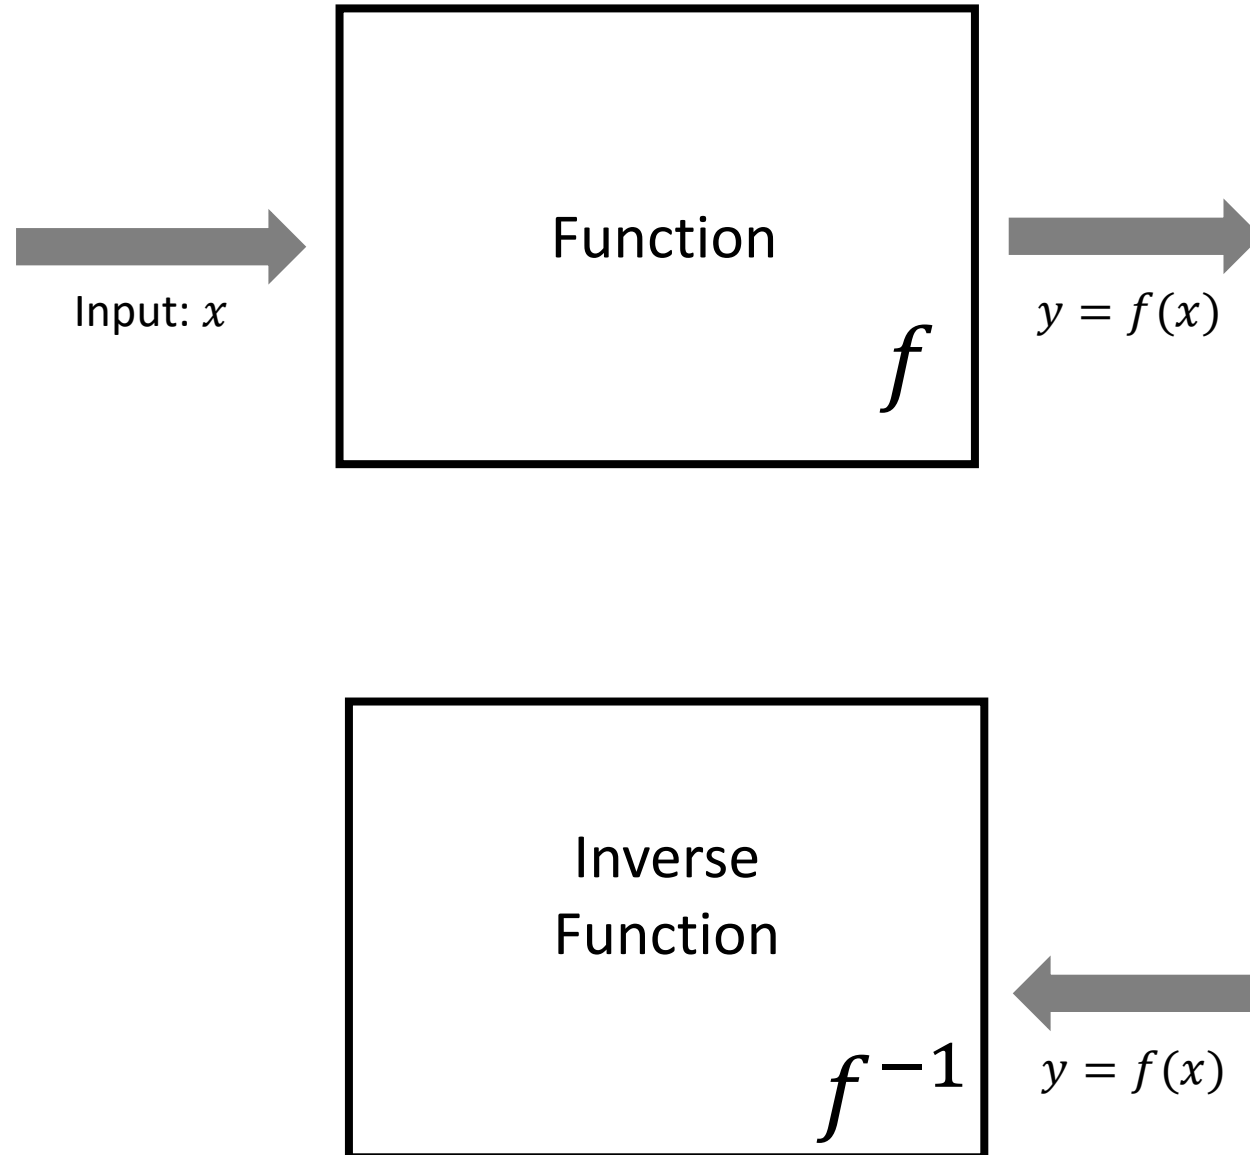 Function
Input: x
y = f(x)
f
Inverse
Function
f⁻¹
y = f(x)